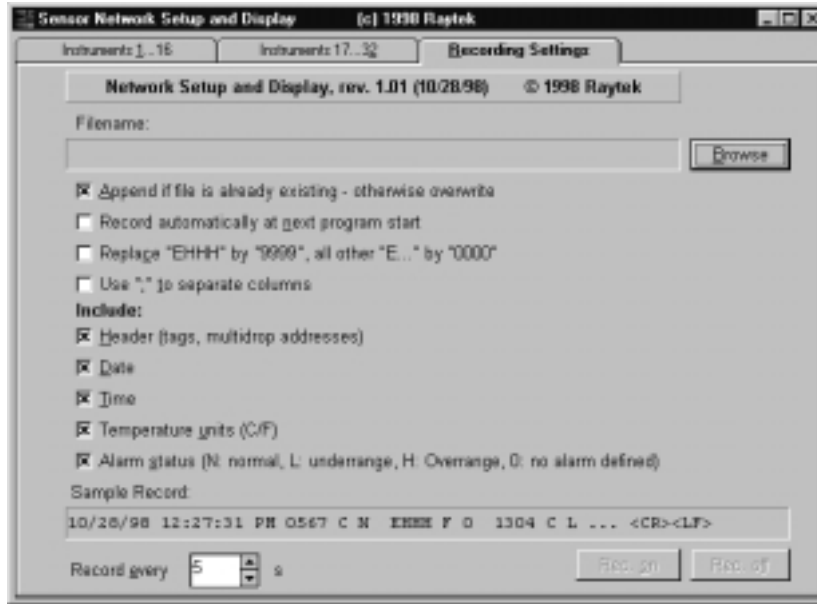 Sensor Network Setup and Display (c) 1998 Raytek
Instruments 1...16 Instruments 17...32 Recording Settings
Network Setup and Display, rev. 1.01 (10/28/98) © 1998 Raytek
Filename:
Browse
Append if file is already existing - otherwise overwrite
Record automatically at next program start
Replace "EHHH" by "9999", all other "E..." by "0000"
Use ";" to separate columns
Include:
Header (tags, multidrop addresses)
Date
Time
Temperature units (C/F)
Alarm status (N: normal, L: underrange, H: Overrange, 0: no alarm defined)
Sample Record:
10/28/98 12:27:31 PM 0567 C N EHHH F 0 1304 C L ... <CR><LF>
Record every 5 s Rec. on Rec. off